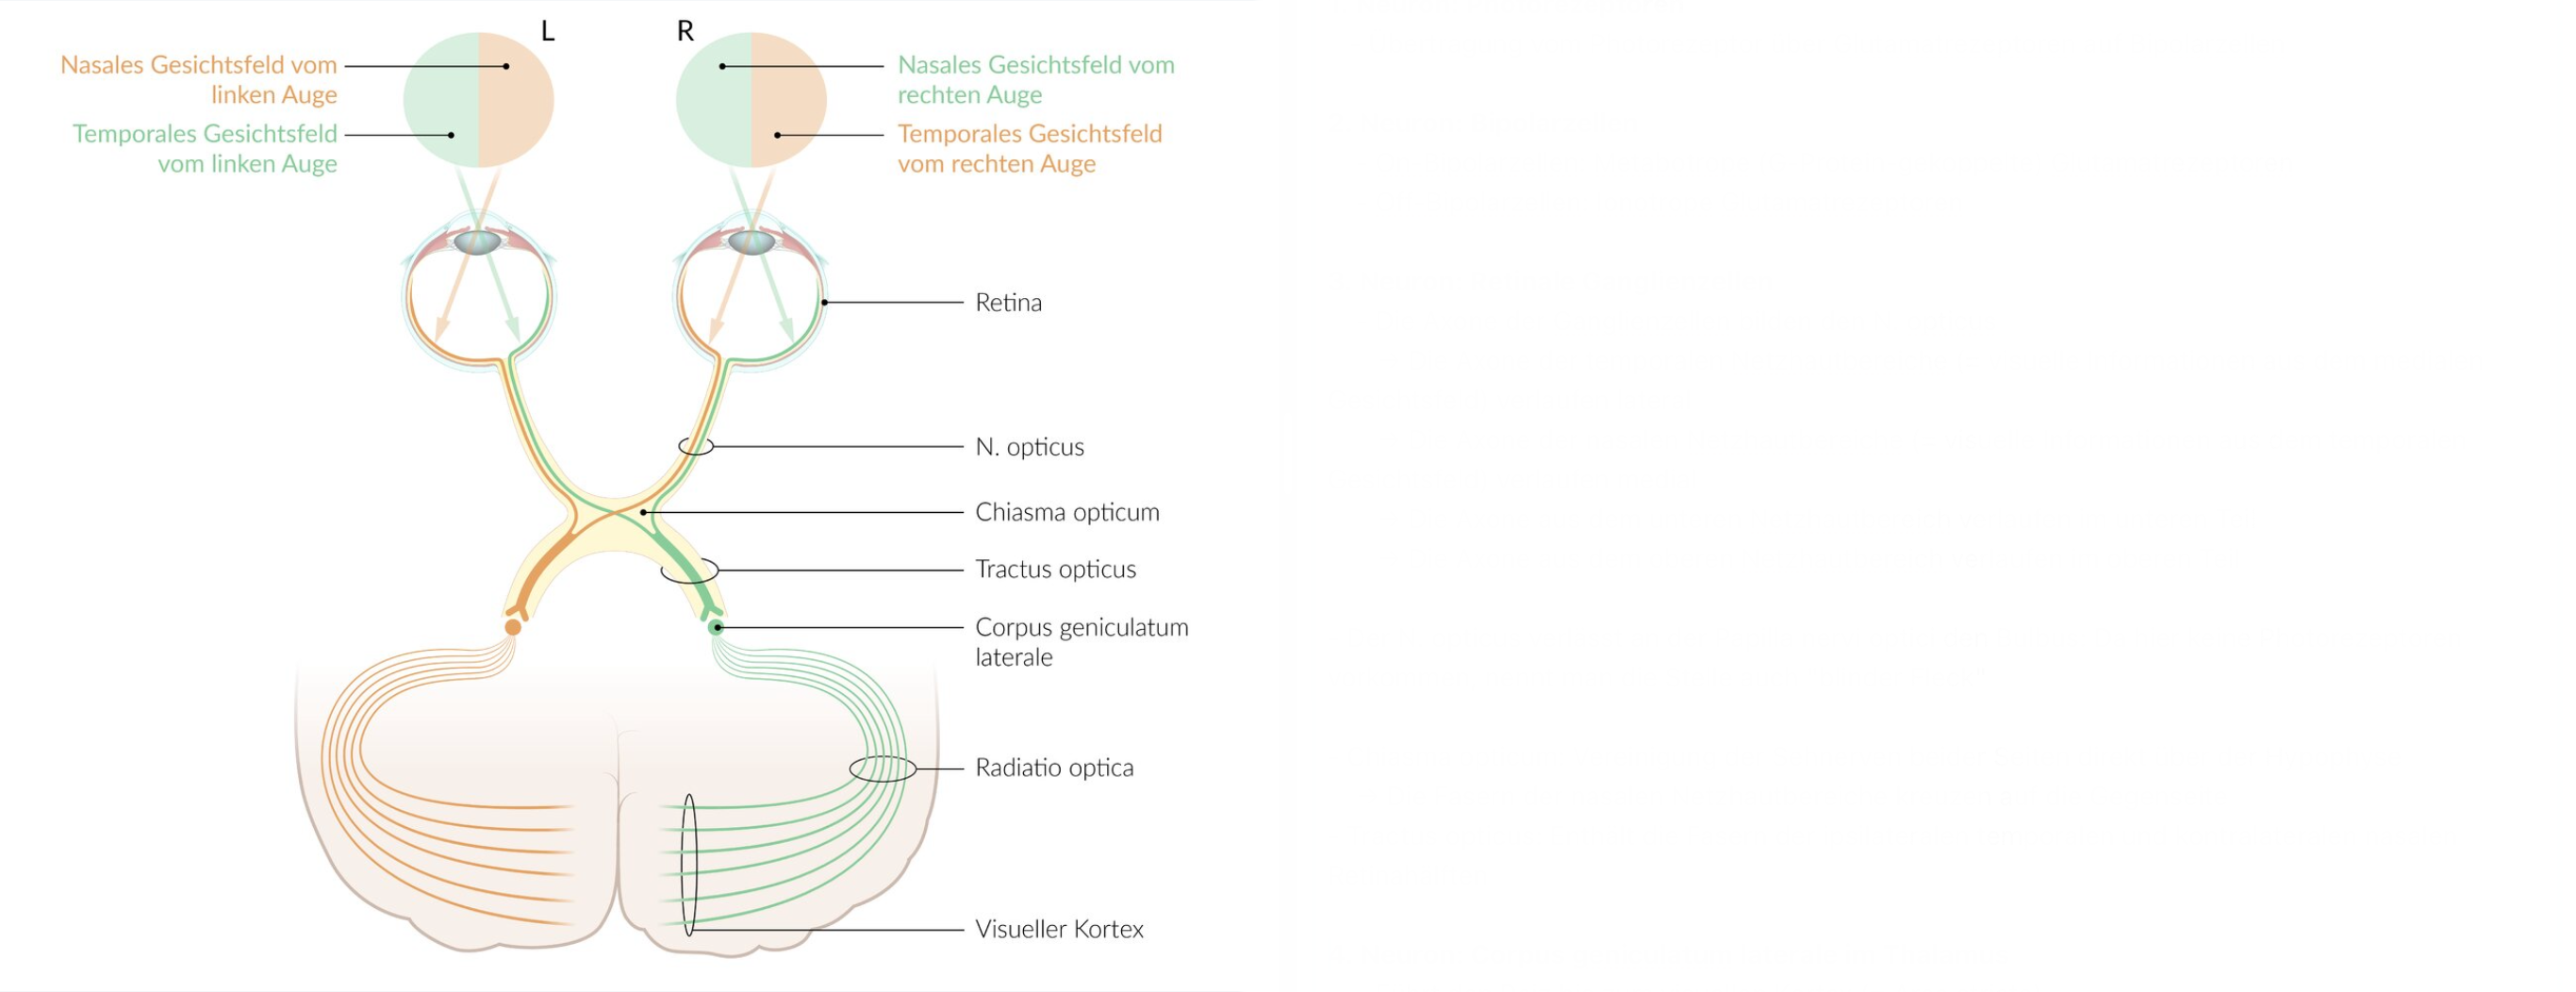 L
R
Nasales Gesichtsfeld vom
linken Auge
Temporales Gesichtsfeld
vom linken Auge
Nasales Gesichtsfeld vom
rechten Auge
Temporales Gesichtsfeld
vom rechten Auge
Retina
N. opticus
Chiasma opticum
Tractus opticus
Corpus geniculatum
laterale
Radiatio optica
Visueller Kortex